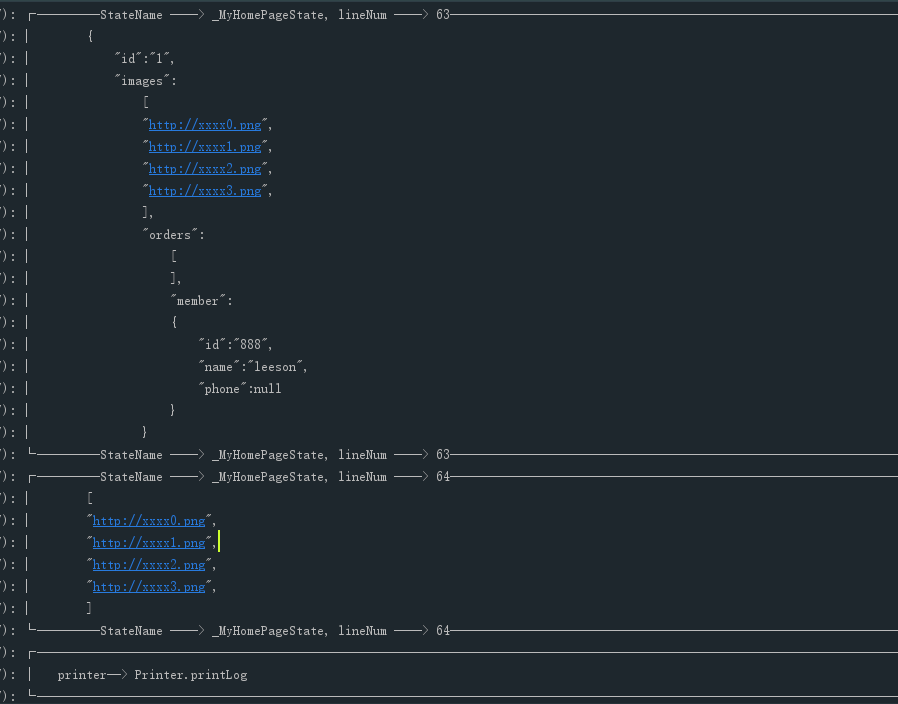 ): ┌────────StateName ───> _MyHomePageState, lineNum ───> 63────────
): │        {
): │            "id":"1",
): │            "images":
): │                [
): │                "http://xxxx0.png",
): │                "http://xxxx1.png",
): │                "http://xxxx2.png",
): │                "http://xxxx3.png",
): │                ],
): │                "orders":
): │                    [
): │                    ],
): │                    "member":
): │                    {
): │                        "id":"888",
): │                        "name":"leeson",
): │                        "phone":null
): │                    }
): │                }
): └────────StateName ───> _MyHomePageState, lineNum ───> 63────────
): ┌────────StateName ───> _MyHomePageState, lineNum ───> 64────────
): │        [
): │        "http://xxxx0.png",
): │        "http://xxxx1.png",
): │        "http://xxxx2.png",
): │        "http://xxxx3.png",
): │        ]
): └────────StateName ───> _MyHomePageState, lineNum ───> 64────────
): ┌────────────────
): │    printer──> Printer.printLog
): └────────────────